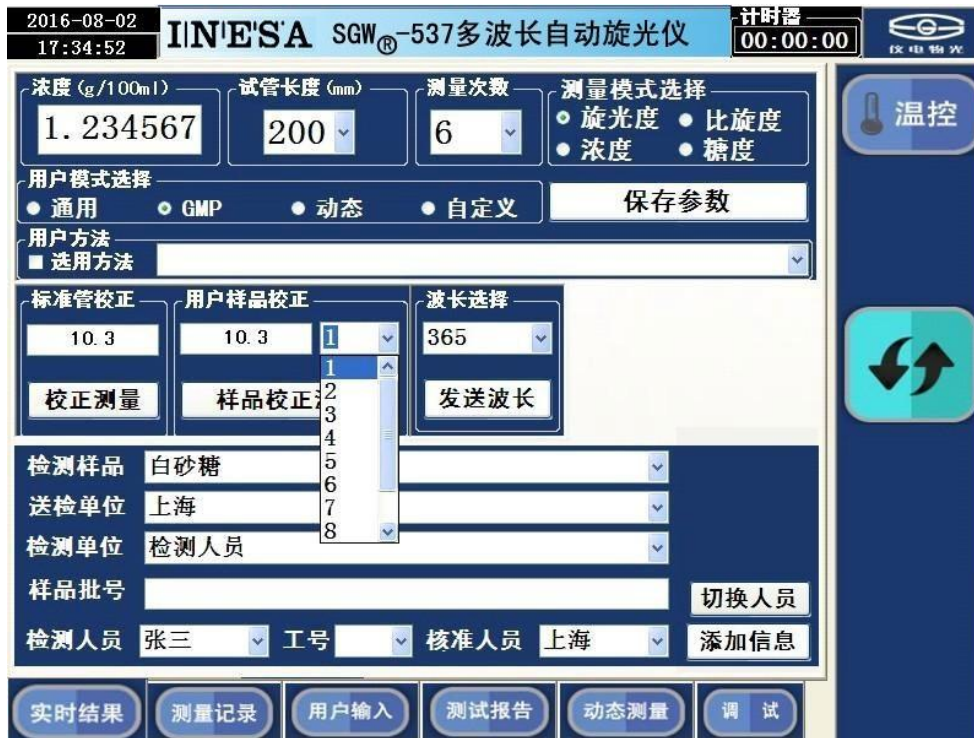 2016-08-02
17:34:52
INESA SGW®-537多波长自动旋光仪
计时器
00:00:00
仪电物光
浓度(g/100ml)
1.234567
试管长度(mm)
200
测量次数
6
测量模式选择
旋光度 比旋度
浓度 糖度
温控
用户模式选择
通用 GMP 动态 自定义
保存参数
用户方法
选用方法
标准管校正
10.3
校正测量
用户样品校正
10.3 1
样品校正
1
2
3
4
5
6
7
8
波长选择
365
发送波长
检测样品 白砂糖
送检单位 上海
检测单位 检测人员
样品批号
切换人员
检测人员 张三 工号 核准人员 上海 添加信息
实时结果 测量记录 用户输入 测试报告 动态测量 调 试